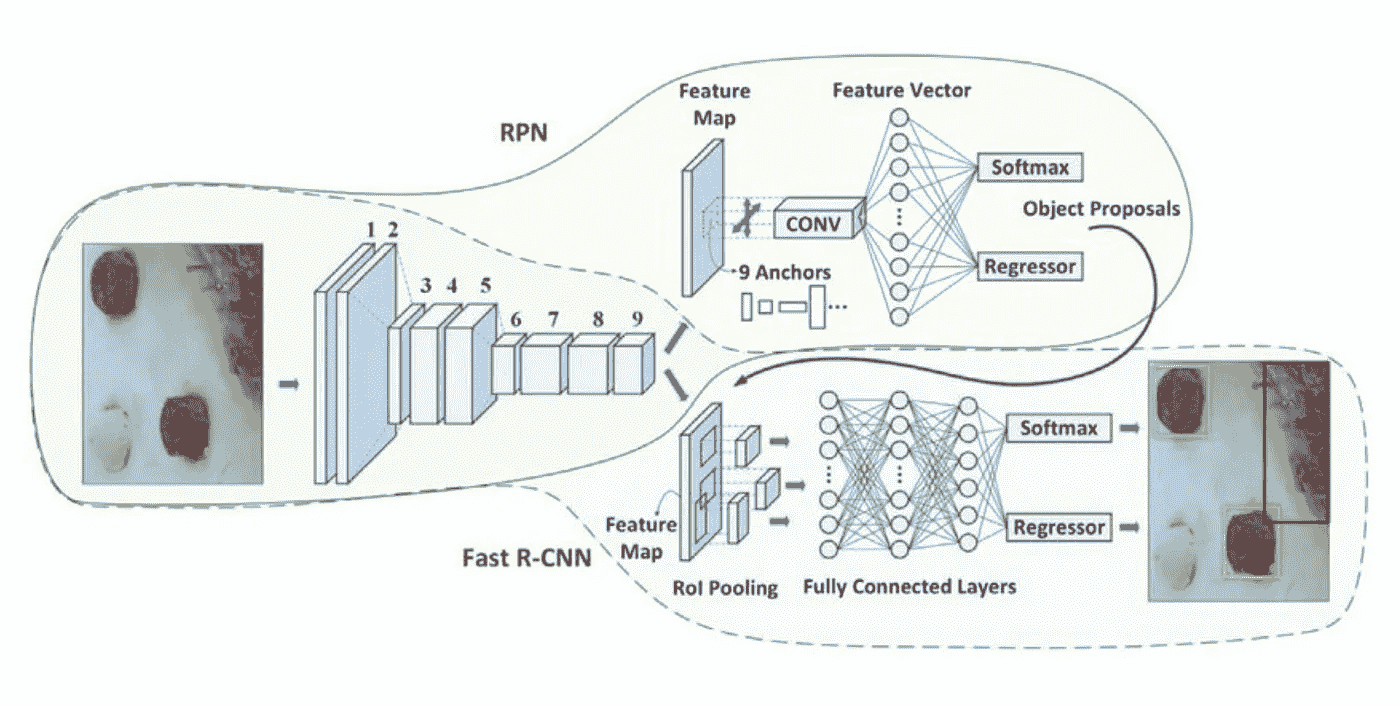 Feature
Map
Feature Vector
RPN
Softmax
CONV
Object Proposals
1 2
3 4 5
6 7 8 9
9 Anchors
Regressor
Softmax
Regressor
Feature
Map
Fast R-CNN
RoI Pooling
Fully Connected Layers